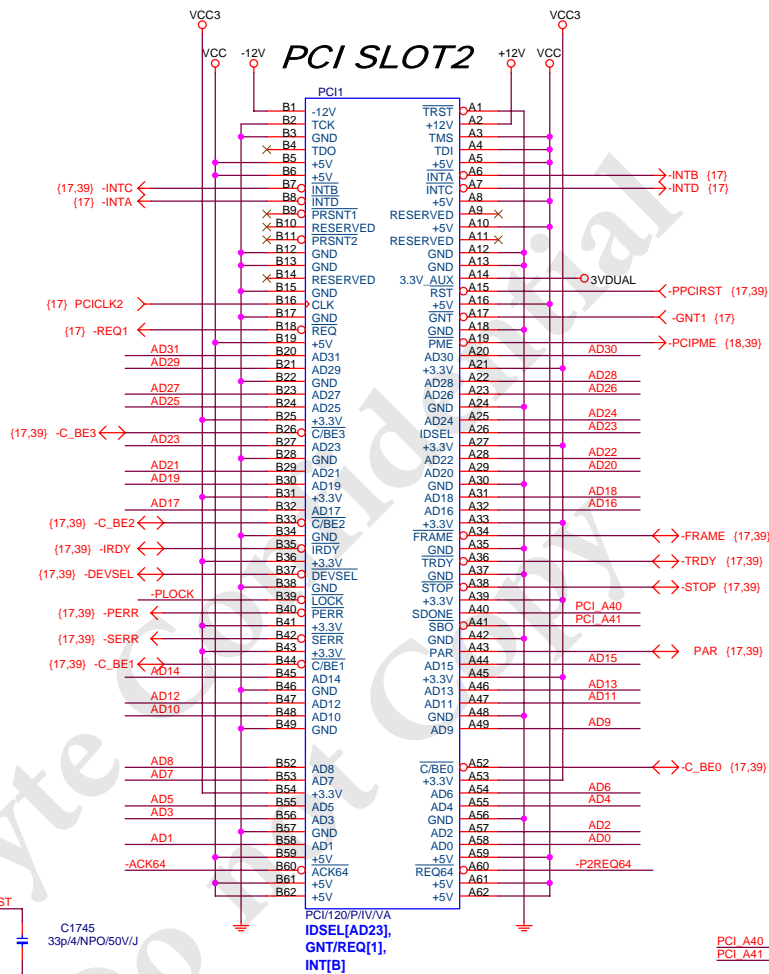 VCC3 VCC3
VCC -12V PCI SLOT2 +12V VCC
PCI1
B1 -12V TRST A1
B2 TCK +12V A2
B3 GND TMS A3
B4 TDO TDI A4
B5 +5V +5V A5
B6 +5V INTA A6 -INTB {17}
{17,39} -INTC B7 INTB INTC A7 -INTD {17}
{17} -INTA B8 INTD +5V A8
B9 PRSNT1 RESERVED A9
B10 RESERVED +5V A10
B11 PRSNT2 RESERVED A11
B12 GND GND A12
B13 GND GND A13
B14 RESERVED 3.3V_AUX A14 3VDUAL
B15 GND RST A15 -PPCIRST {17,39}
{17} PCICLK2 B16 CLK +5V A16
B17 GND GNT A17 -GNT1 {17}
{17} -REQ1 B18 REQ GND A18
B19 +5V PME A19 -PCIPME {18,39}
AD31 B20 AD31 AD30 A20 AD30
AD29 B21 AD29 +3.3V A21
B22 GND AD28 A22 AD28
AD27 B23 AD27 AD26 A23 AD26
AD25 B24 AD25 GND A24
B25 +3.3V AD24 A25 AD24
{17,39} -C_BE3 B26 C/BE3 IDSEL A26 AD23
AD23 B27 AD23 +3.3V A27
B28 GND AD22 A28 AD22
AD21 B29 AD21 AD20 A29 AD20
AD19 B30 AD19 GND A30
B31 +3.3V AD18 A31 AD18
AD17 B32 AD17 AD16 A32 AD16
{17,39} -C_BE2 B33 C/BE2 +3.3V A33
B34 GND FRAME A34 -FRAME {17,39}
{17,39} -IRDY B35 IRDY GND A35
B36 +3.3V TRDY A36 -TRDY {17,39}
{17,39} -DEVSEL B37 DEVSEL GND A37
B38 GND STOP A38 -STOP {17,39}
-PLOCK B39 LOCK +3.3V A39
{17,39} -PERR B40 PERR SDONE A40 PCI_A40
B41 +3.3V SBO A41 PCI_A41
{17,39} -SERR B42 SERR GND A42
B43 +3.3V PAR A43 PAR {17,39}
{17,39} -C_BE1 B44 C/BE1 AD15 A44 AD15
AD14 B45 AD14 +3.3V A45
B46 GND AD13 A46 AD13
AD12 B47 AD12 AD11 A47 AD11
AD10 B48 AD10 GND A48
B49 GND AD9 A49 AD9
AD8 B52 AD8 C/BE0 A52 -C_BE0 {17,39}
AD7 B53 AD7 +3.3V A53
B54 +3.3V AD6 A54 AD6
AD5 B55 AD5 AD4 A55 AD4
AD3 B56 AD3 GND A56
B57 GND AD2 A57 AD2
AD1 B58 AD1 AD0 A58 AD0
B59 +5V +5V A59
-ACK64 B60 ACK64 REQ64 A60 -P2REQ64
B61 +5V +5V A61
B62 +5V +5V A62
PCI/120/P/IV/VA
IDSEL[AD23],
GNT/REQ[1],
INT[B]
ST
C1745
33p/4/NPO/50V/J
PCI_A40
PCI_A41
yte Confidential
Do not Copy